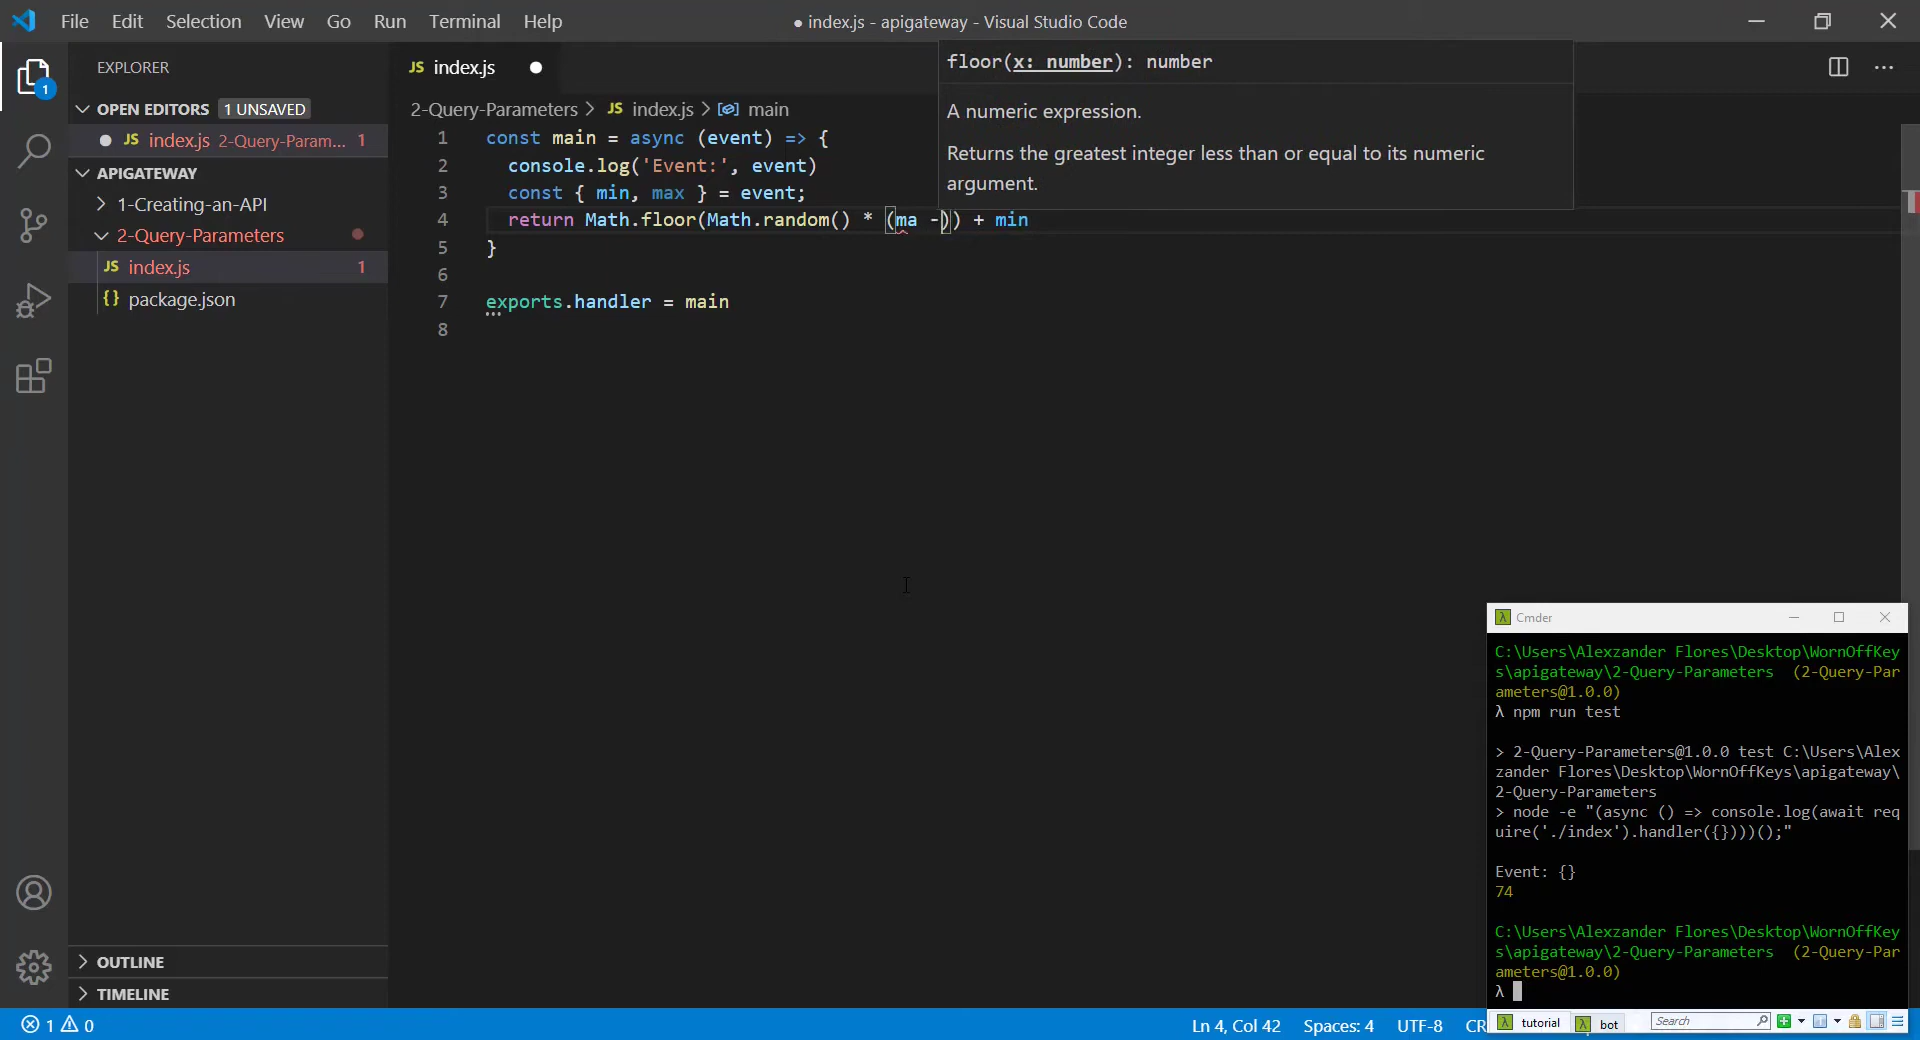 File Edit Selection View Go Run Terminal Help
● index.js - apigateway - Visual Studio Code
EXPLORER
OPEN EDITORS 1 UNSAVED
JS index.js 2-Query-Param... 1
APIGATEWAY
1-Creating-an-API
2-Query-Parameters
JS index.js 1
{} package.json
OUTLINE
TIMELINE
1
JS index.js
2-Query-Parameters > JS index.js > main
1 const main = async (event) => {
2 console.log('Event:', event)
3 const { min, max } = event;
4 return Math.floor(Math.random() * (ma -)) + min
5 }
6
7 exports.handler = main
8
floor(x: number): number
A numeric expression.
Returns the greatest integer less than or equal to its numeric
argument.
Cmder
C:\Users\Alexzander Flores\Desktop\WornOffKey
s\apigateway\2-Query-Parameters (2-Query-Par
ameters@1.0.0)
λ npm run test
> 2-Query-Parameters@1.0.0 test C:\Users\Alex
zander Flores\Desktop\WornOffKeys\apigateway\
2-Query-Parameters
> node -e "(async () => console.log(await req
uire('./index').handler({})))();"
Event: {}
74
C:\Users\Alexzander Flores\Desktop\WornOffKey
s\apigateway\2-Query-Parameters (2-Query-Par
ameters@1.0.0)
λ
tutorial bot Search
1 0
Ln 4, Col 42 Spaces: 4 UTF-8 CR